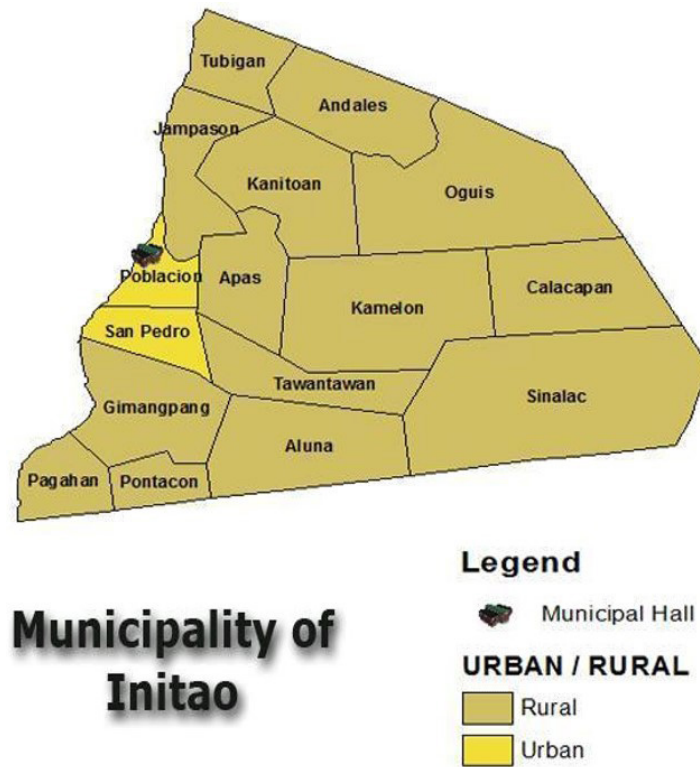 Tubigan
Andales
Jampason
Kanitoan
Oguis
Poblacion
Apas
Calacapan
Kamelon
San Pedro
Tawantawan
Sinalac
Gimangpang
Aluna
Pagahan
Pontacon
Legend
Municipal Hall
URBAN / RURAL
Rural
Urban
Municipality of
Initao